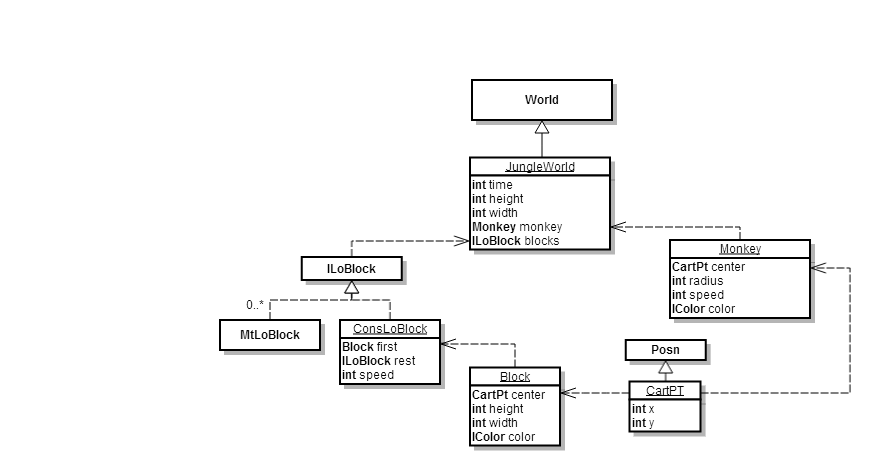 World
JungleWorld
int time
int height
int width
Monkey monkey
ILoBlock blocks
Monkey
CartPt center
int radius
int speed
IColor color
ILoBlock
0..*
MtLoBlock
ConsLoBlock
Block first
ILoBlock rest
int speed
Posn
Block
CartPt center
int height
int width
IColor color
CartPT
int x
int y